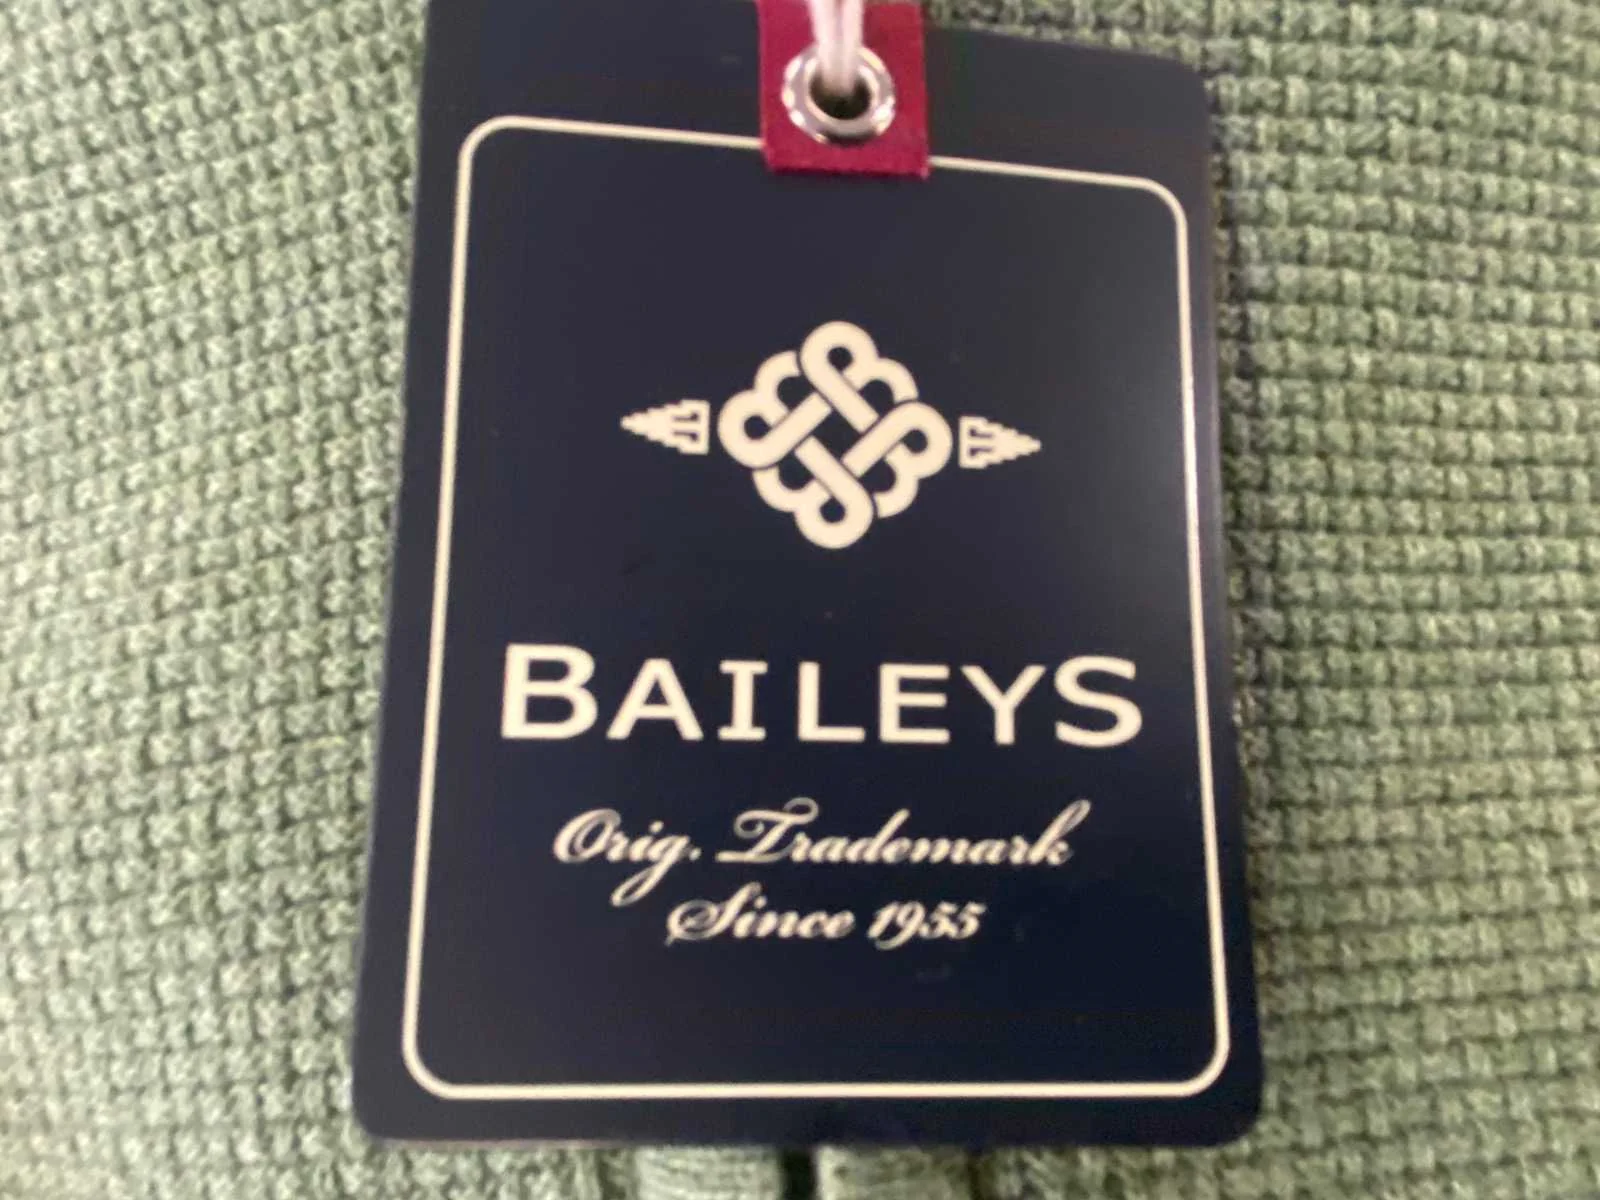 BAILEYS
Orig. Trademark
Since 1955